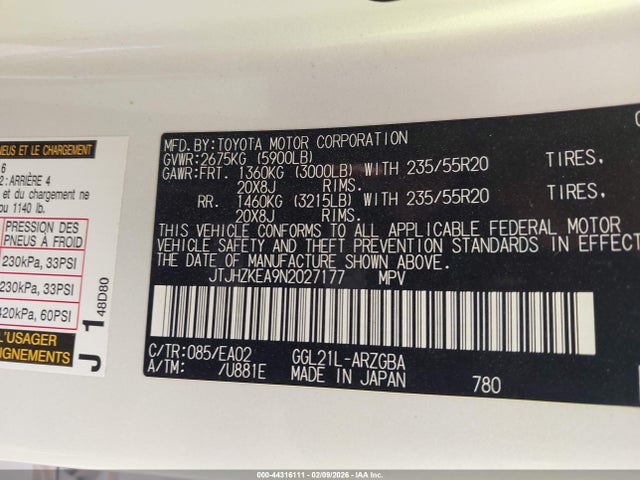 NEUS ET LE CHARGEMENT
6
2 : ARRIÈRE 4
et du chargement ne
ou 1140 lb.
PRESSION DES
PNEUS À FROID
230kPa, 33PSI
230kPa, 33PSI
420kPa, 60PSI
L'USAGER
IGNEMENTS
J 1 48D80
MFD. BY: TOYOTA MOTOR CORPORATION
GVWR: 2675KG (5900LB)
GAWR: FRT. 1360KG (3000LB) WITH 235/55R20 TIRES.
20X8J RIMS.
RR. 1460KG (3215LB) WITH 235/55R20 TIRES.
20X8J RIMS.
THIS VEHICLE CONFORMS TO ALL APPLICABLE FEDERAL MOTOR
VEHICLE SAFETY AND THEFT PREVENTION STANDARDS IN EFFECT
THE DATE OF MANUFACTURE SHOWN ABOVE.
JTJHZKEA9N2027177 MPV
C/TR: 085/EA02 GGL21L-ARZGBA
A/TM: /U881E MADE IN JAPAN 780
000-44316111 - 02/09/2026 - IAA Inc.